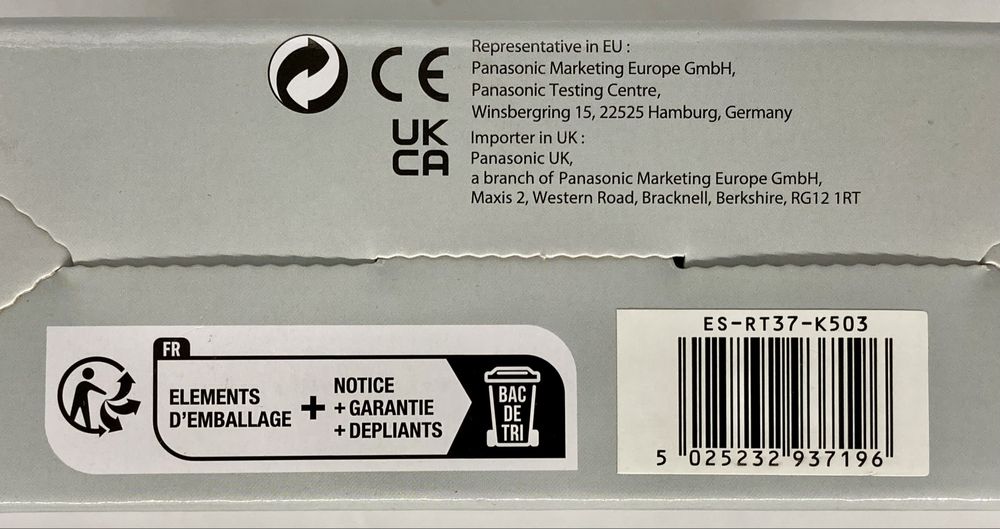 CE
UK
CA
Representative in EU :
Panasonic Marketing Europe GmbH,
Panasonic Testing Centre,
Winsbergring 15, 22525 Hamburg, Germany
Importer in UK :
Panasonic UK,
a branch of Panasonic Marketing Europe GmbH,
Maxis 2, Western Road, Bracknell, Berkshire, RG12 1RT
FR
ELEMENTS
D'EMBALLAGE
+
NOTICE
+ GARANTIE
+ DEPLIANTS
BAC
DE
TRI
ES-RT37-K503
5 025232 937196